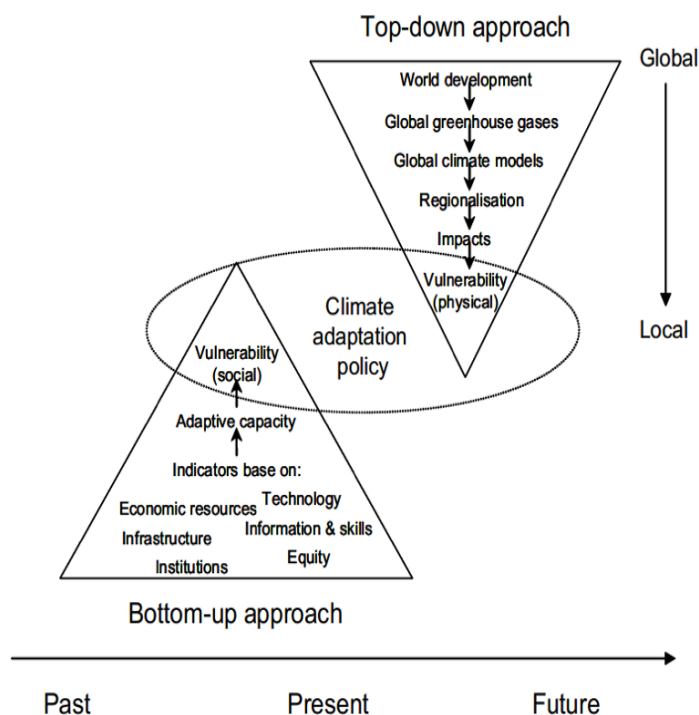 Top-down approach
Global
World development
Global greenhouse gases
Global climate models
Regionalisation
Impacts
Vulnerability
(physical)
Local
Climate
adaptation
policy
Vulnerability
(social)
Adaptive capacity
Indicators base on:
Technology
Economic resources
Information & skills
Infrastructure
Equity
Institutions
Bottom-up approach
Past
Present
Future